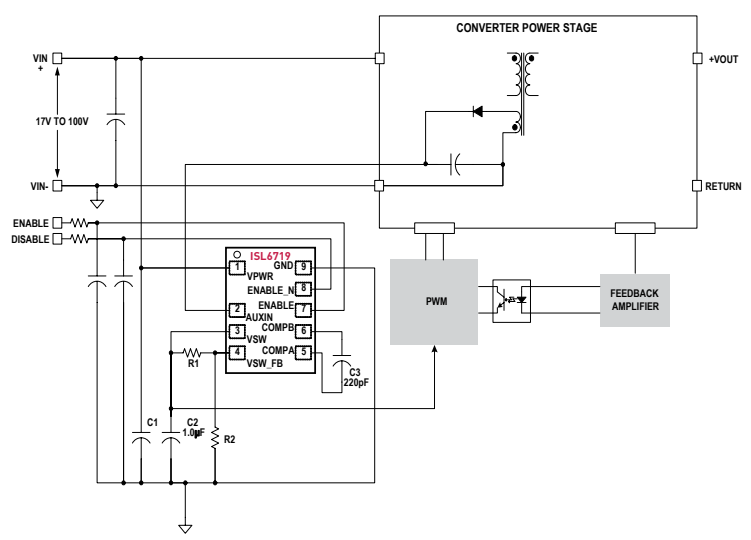 CONVERTER POWER STAGE
VIN
+
+VOUT
17V TO 100V
VIN-
RETURN
ENABLE
DISABLE
ISL6719
1
VPWR
GND
9
ENABLE_N
8
2
AUXIN
ENABLE
7
3
VSW
COMPB
6
4
VSW_FB
COMPA
5
R1
C3
220pF
PWM
FEEDBACK
AMPLIFIER
C1
C2
1.0µF
R2